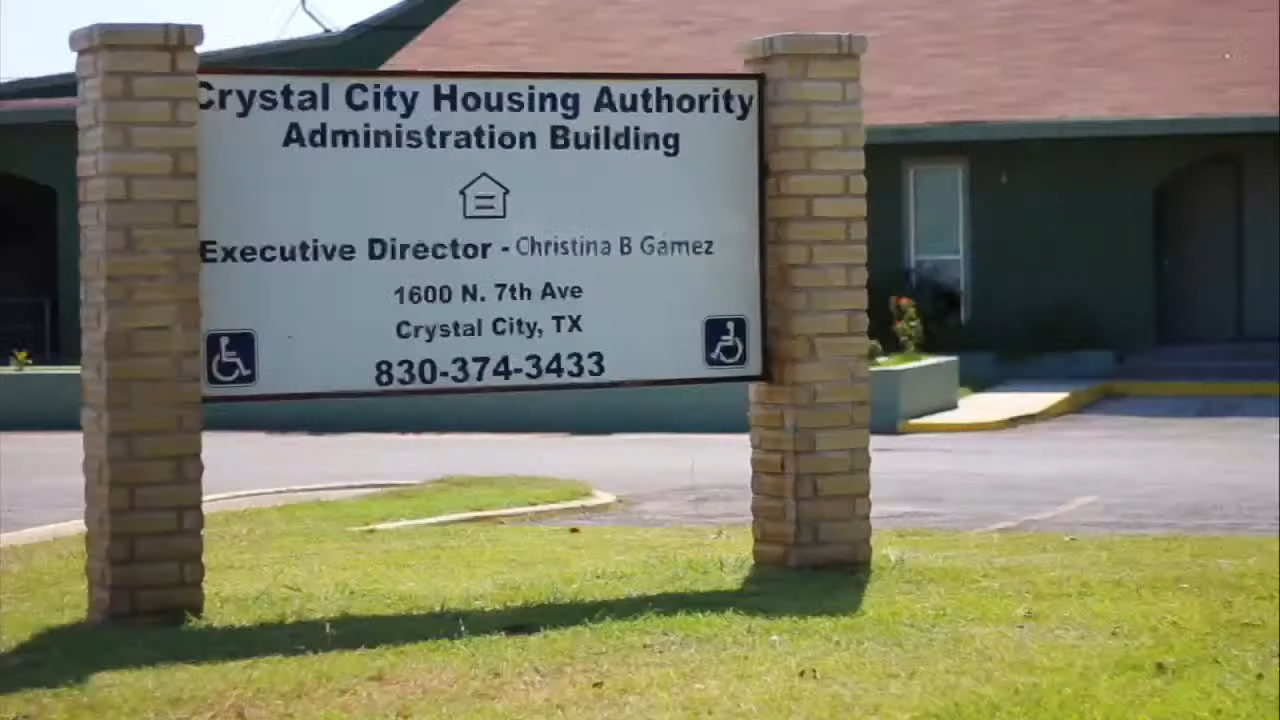 Crystal City Housing Authority
Administration Building
Executive Director - Christina B Gamez
1600 N. 7th Ave
Crystal City, TX
830-374-3433